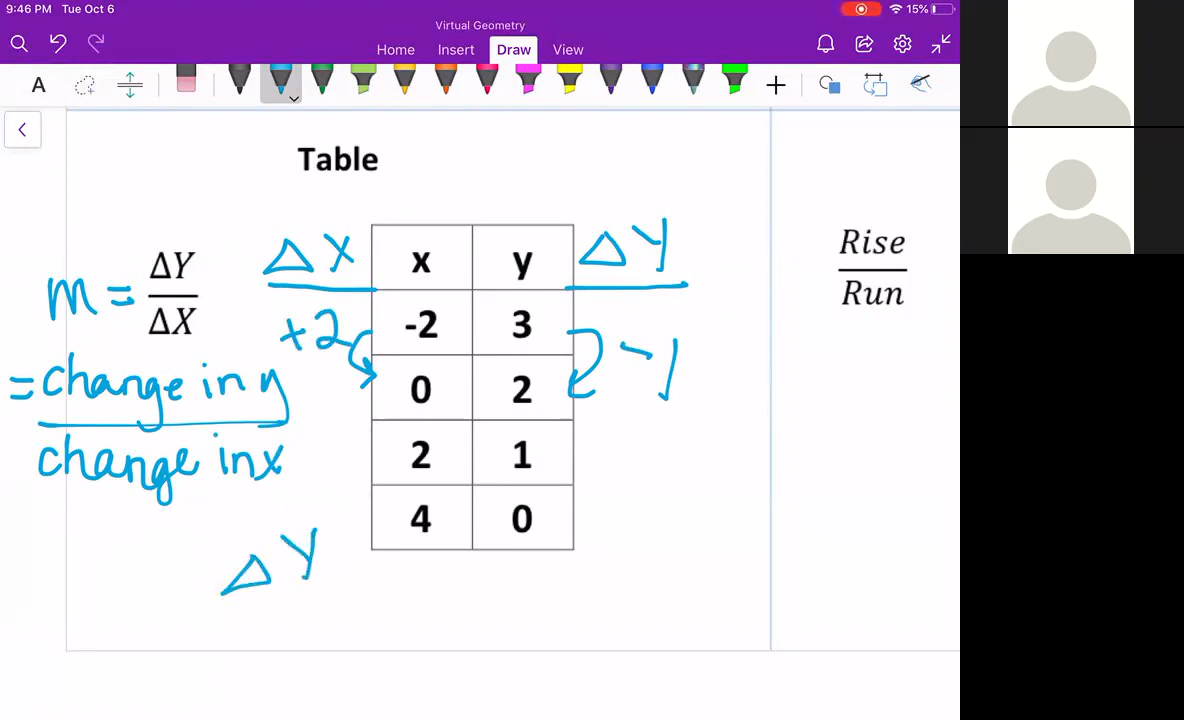 9:46 PM Tue Oct 6
15%
Virtual Geometry
Home Insert Draw View
A
Table
m = ΔY/ΔX
= change in y
change in x
ΔX x y ΔY
+2 -2 3 -1
0 2
2 1
4 0
ΔY
Rise
Run